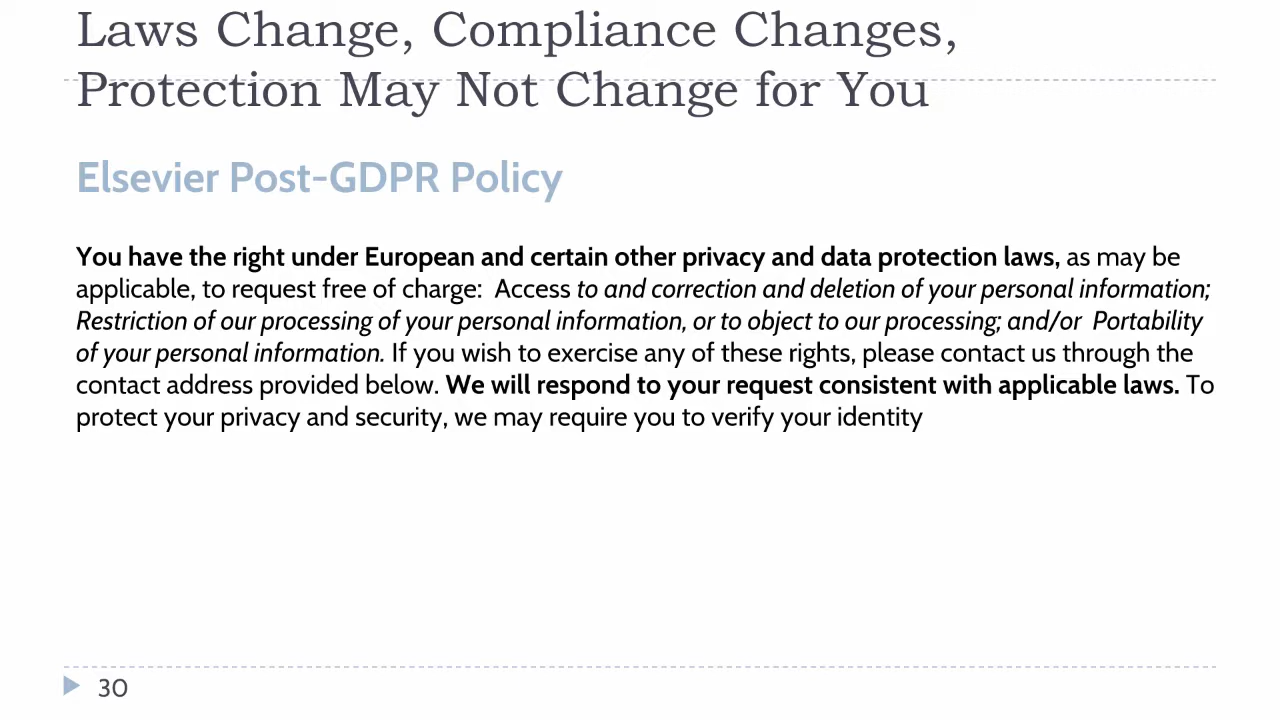 Laws Change, Compliance Changes,
Protection May Not Change for You
Elsevier Post-GDPR Policy
You have the right under European and certain other privacy and data protection laws, as may be
applicable, to request free of charge:  Access to and correction and deletion of your personal information;
Restriction of our processing of your personal information, or to object to our processing; and/or  Portability
of your personal information. If you wish to exercise any of these rights, please contact us through the
contact address provided below. We will respond to your request consistent with applicable laws. To
protect your privacy and security, we may require you to verify your identity
30